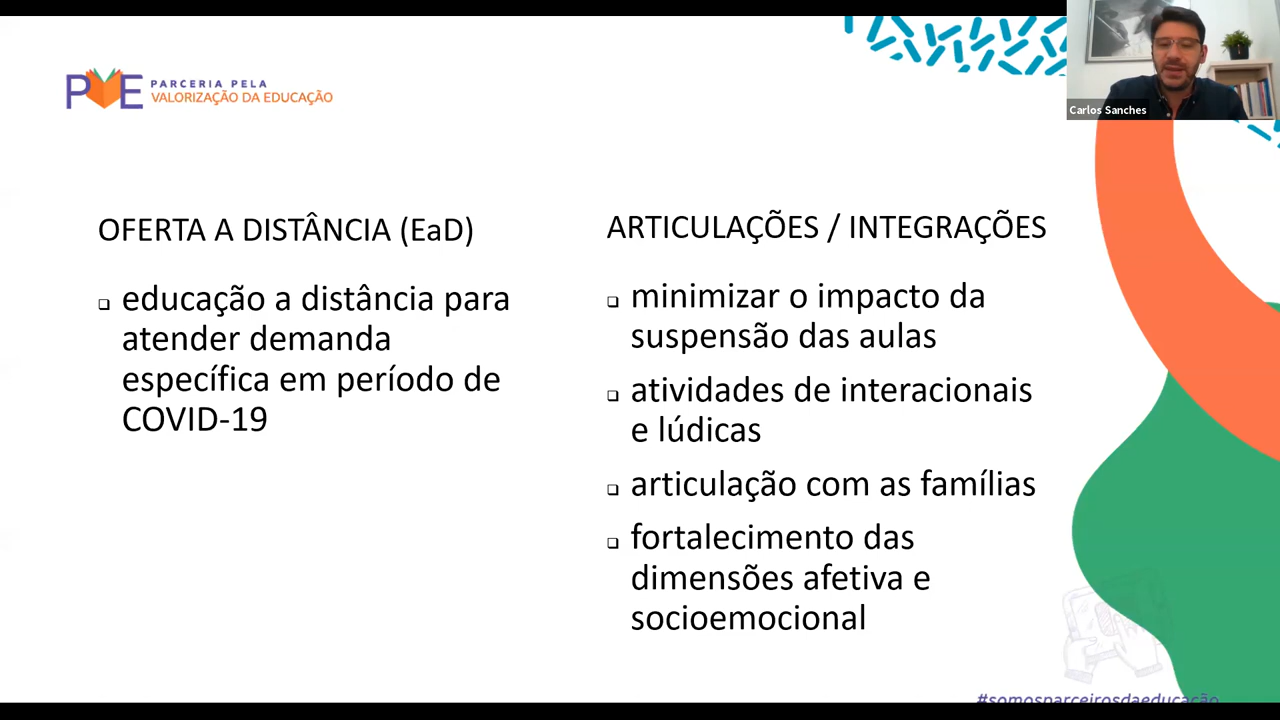 PVE PARCERIA PELA
VALORIZAÇÃO DA EDUCAÇÃO
Carlos Sanches
OFERTA A DISTÂNCIA (EaD)
❑ educação a distância para
atender demanda
específica em período de
COVID-19
ARTICULAÇÕES / INTEGRAÇÕES
❑ minimizar o impacto da
suspensão das aulas
❑ atividades de interacionais
e lúdicas
❑ articulação com as famílias
❑ fortalecimento das
dimensões afetiva e
socioemocional
#somosparceirosdaeducação